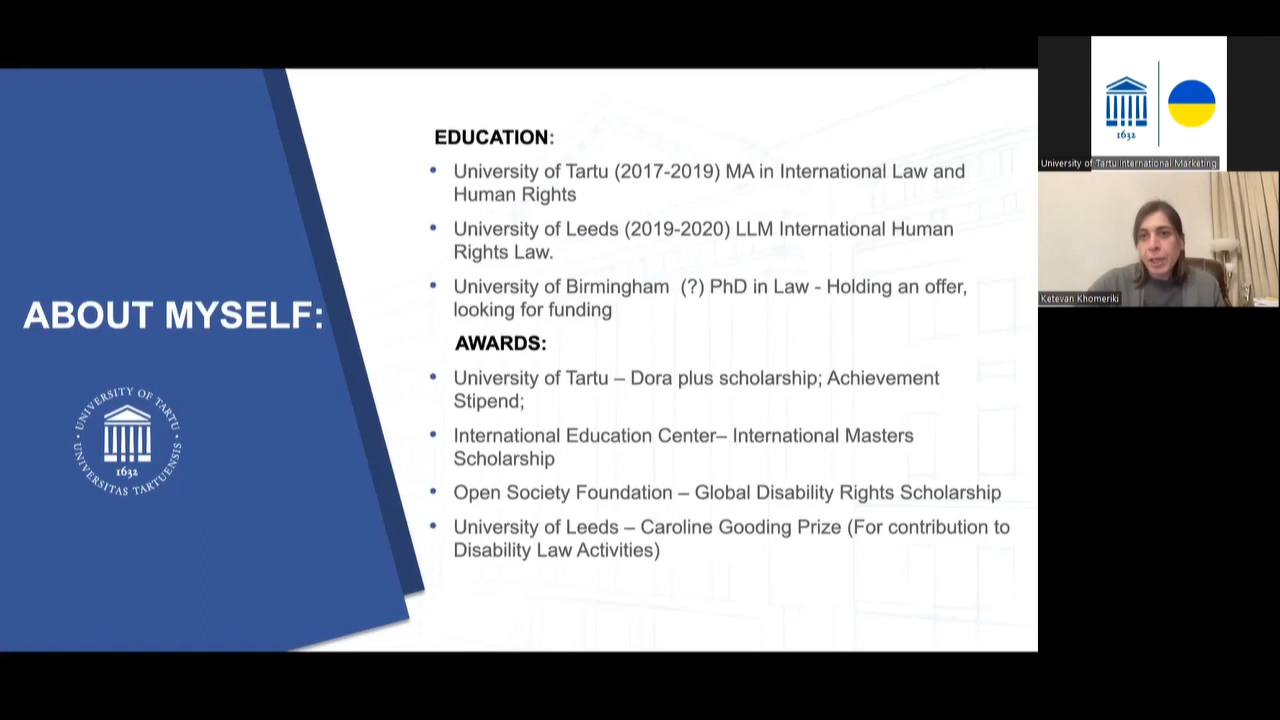 EDUCATION:
• University of Tartu (2017-2019) MA in International Law and
Human Rights
• University of Leeds (2019-2020) LLM International Human
Rights Law.
• University of Birmingham (?) PhD in Law - Holding an offer,
looking for funding
AWARDS:
• University of Tartu – Dora plus scholarship; Achievement
Stipend;
• International Education Center– International Masters
Scholarship
• Open Society Foundation – Global Disability Rights Scholarship
• University of Leeds – Caroline Gooding Prize (For contribution to
Disability Law Activities)
ABOUT MYSELF:
UNIVERSITY OF TARTU
1632
UNIVERSITAS TARTUENSIS
1632
University of Tartu International Marketing
Ketevan Khomeriki